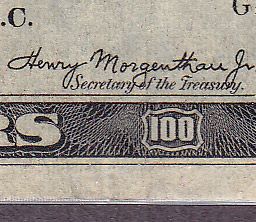 .C.
G
Henry Morgenthau Jr
Secretary of the Treasury.
RS
100